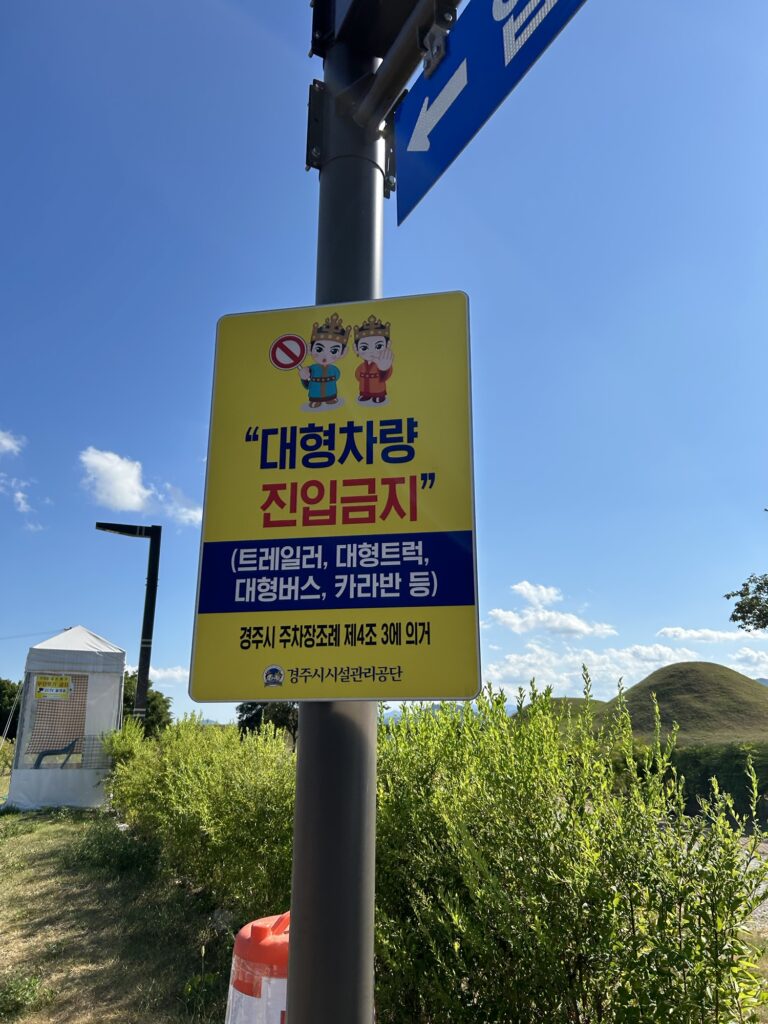 “대형차량
진입금지”
(트레일러, 대형트럭,
대형버스, 카라반 등)
경주시 주차장조례 제4조 3에 의거
경주시시설관리공단